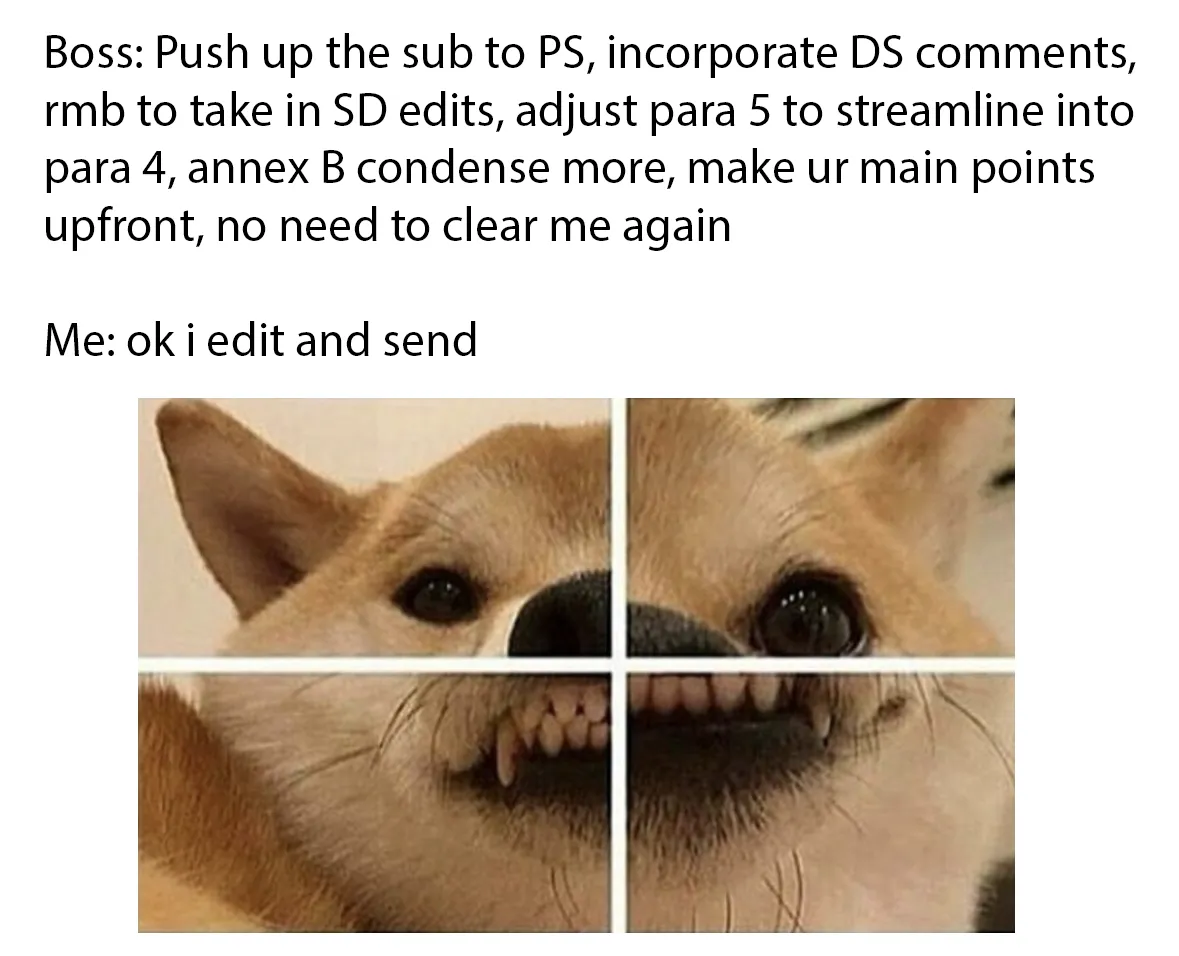 Boss: Push up the sub to PS, incorporate DS comments,
rmb to take in SD edits, adjust para 5 to streamline into
para 4, annex B condense more, make ur main points
upfront, no need to clear me again
Me: ok i edit and send